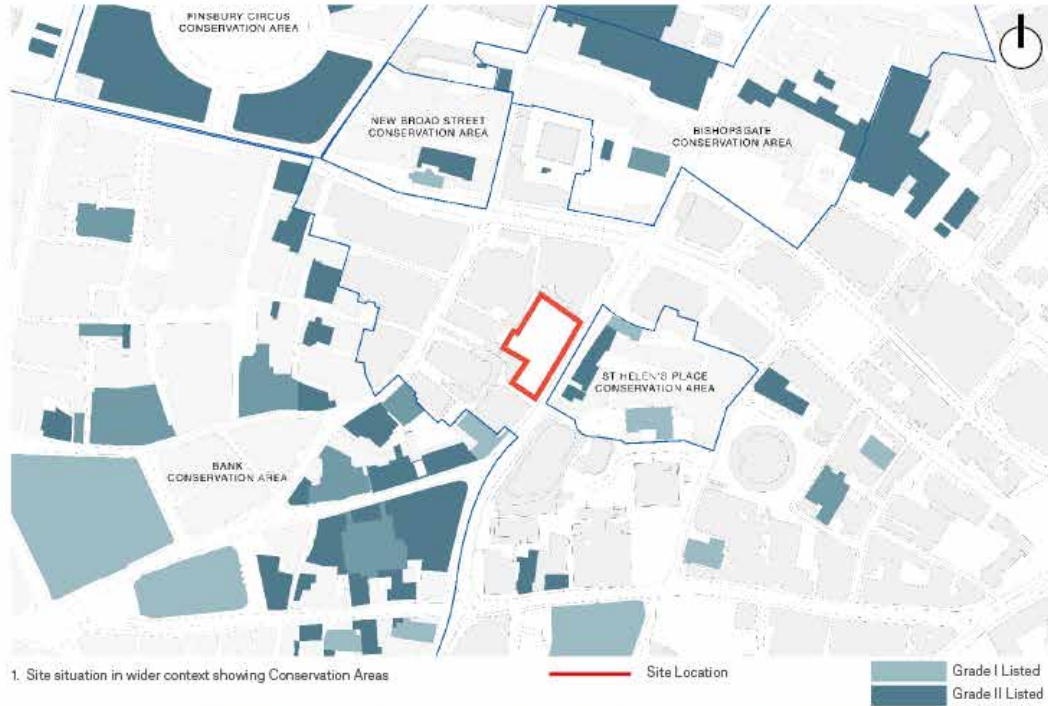 FINSBURY CIRCUS
CONSERVATION AREA
NEW BROAD STREET
CONSERVATION AREA
BISHOPSGATE
CONSERVATION AREA
ST HELEN'S PLACE
CONSERVATION AREA
BANK
CONSERVATION AREA
1. Site situation in wider context showing Conservation Areas
Site Location
Grade I Listed
Grade II Listed